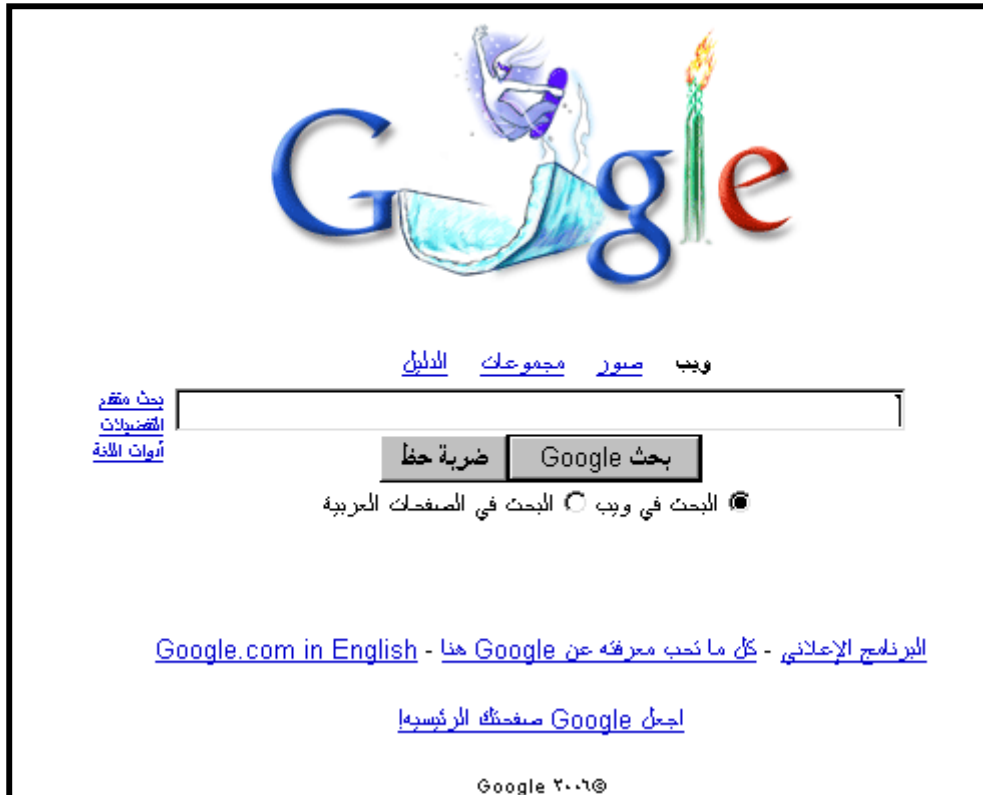 Google
ويب صور مجموعات الدليل
بحث متقدم
التفضيلات
أدوات اللغة
بحث Google ضربة حظ
البحث في ويب البحث في الصفحات العربية
البرنامج الإعلاني - كل ما تحب معرفته عن Google هنا - Google.com in English
اجعل Google صفحتك الرئيسيه!
©٢٠٠٦ Google